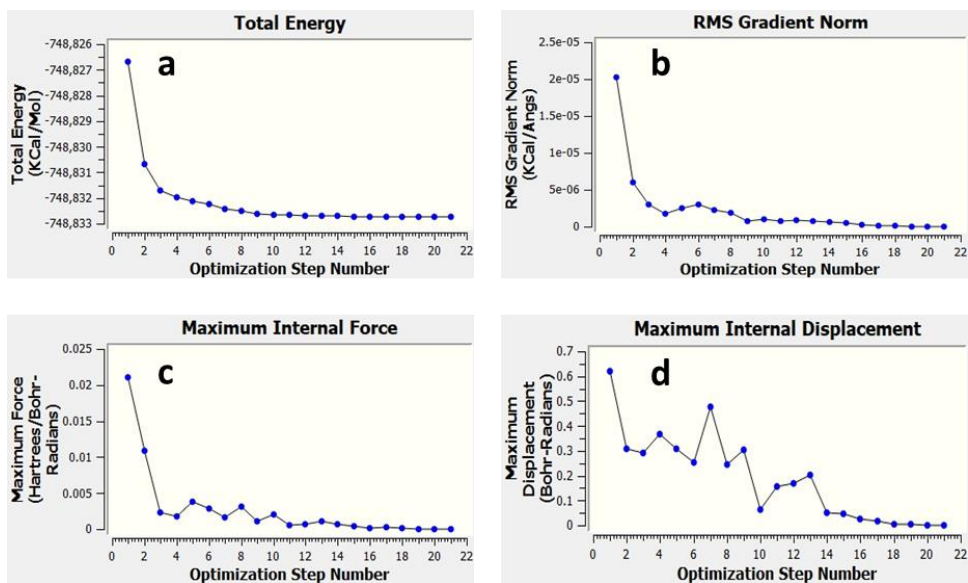 Total Energy
a
Total Energy
(KCal/Mol)
-748,826
-748,827
-748,828
-748,829
-748,830
-748,831
-748,832
-748,833
0 2 4 6 8 10 12 14 16 18 20 22
Optimization Step Number
RMS Gradient Norm
b
RMS Gradient Norm
(KCal/Angs)
2.5e-05
2e-05
1.5e-05
1e-05
5e-06
0
0 2 4 6 8 10 12 14 16 18 20 22
Optimization Step Number
Maximum Internal Force
c
Maximum Force
(Hartrees/Bohr-
Radians)
0.025
0.02
0.015
0.01
0.005
0
0 2 4 6 8 10 12 14 16 18 20 22
Optimization Step Number
Maximum Internal Displacement
d
Maximum
Displacement
(Bohr-Radians)
0.7
0.6
0.5
0.4
0.3
0.2
0.1
0
0 2 4 6 8 10 12 14 16 18 20 22
Optimization Step Number